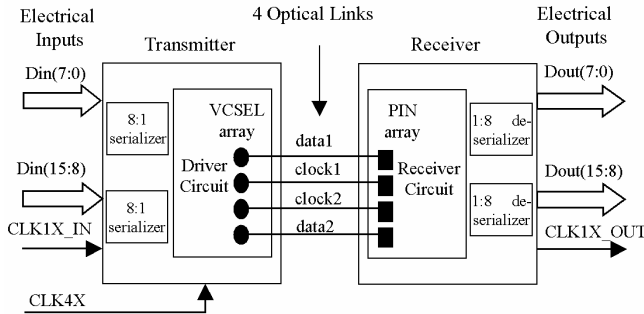 Electrical
Inputs
4 Optical Links
Electrical
Outputs
Transmitter
Receiver
Din(7:0)
Dout(7:0)
8:1
serializer
VCSEL
array
Driver
Circuit
data1
clock1
clock2
data2
PIN
array
Receiver
Circuit
1:8 de-
serializer
Din(15:8)
Dout(15:8)
8:1
serializer
1:8 de-
serializer
CLK1X_IN
CLK1X_OUT
CLK4X